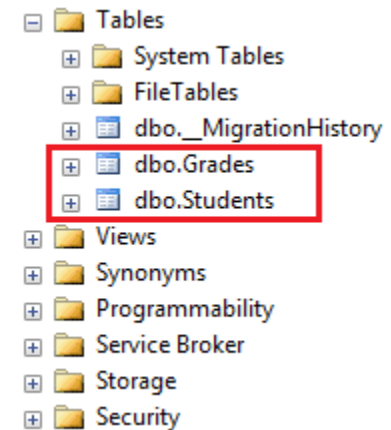 Tables
System Tables
FileTables
dbo.__MigrationHistory
dbo.Grades
dbo.Students
Views
Synonyms
Programmability
Service Broker
Storage
Security